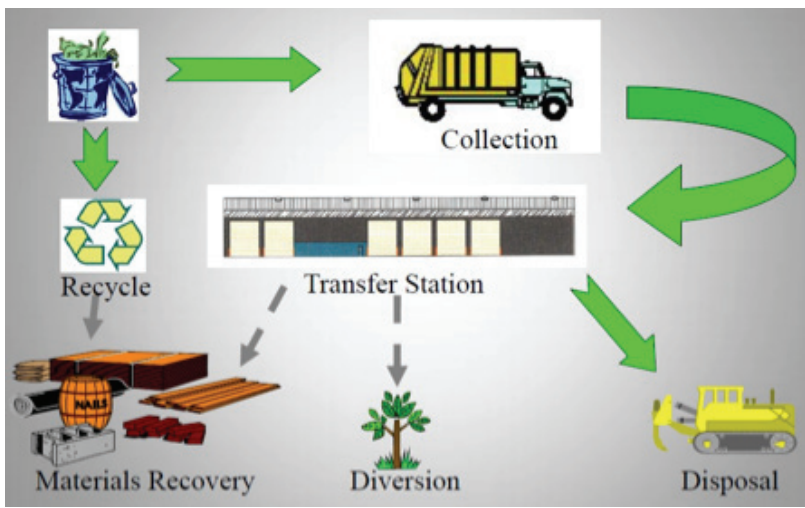 Collection
Transfer Station
Recycle
NAILS
Materials Recovery
Diversion
Disposal